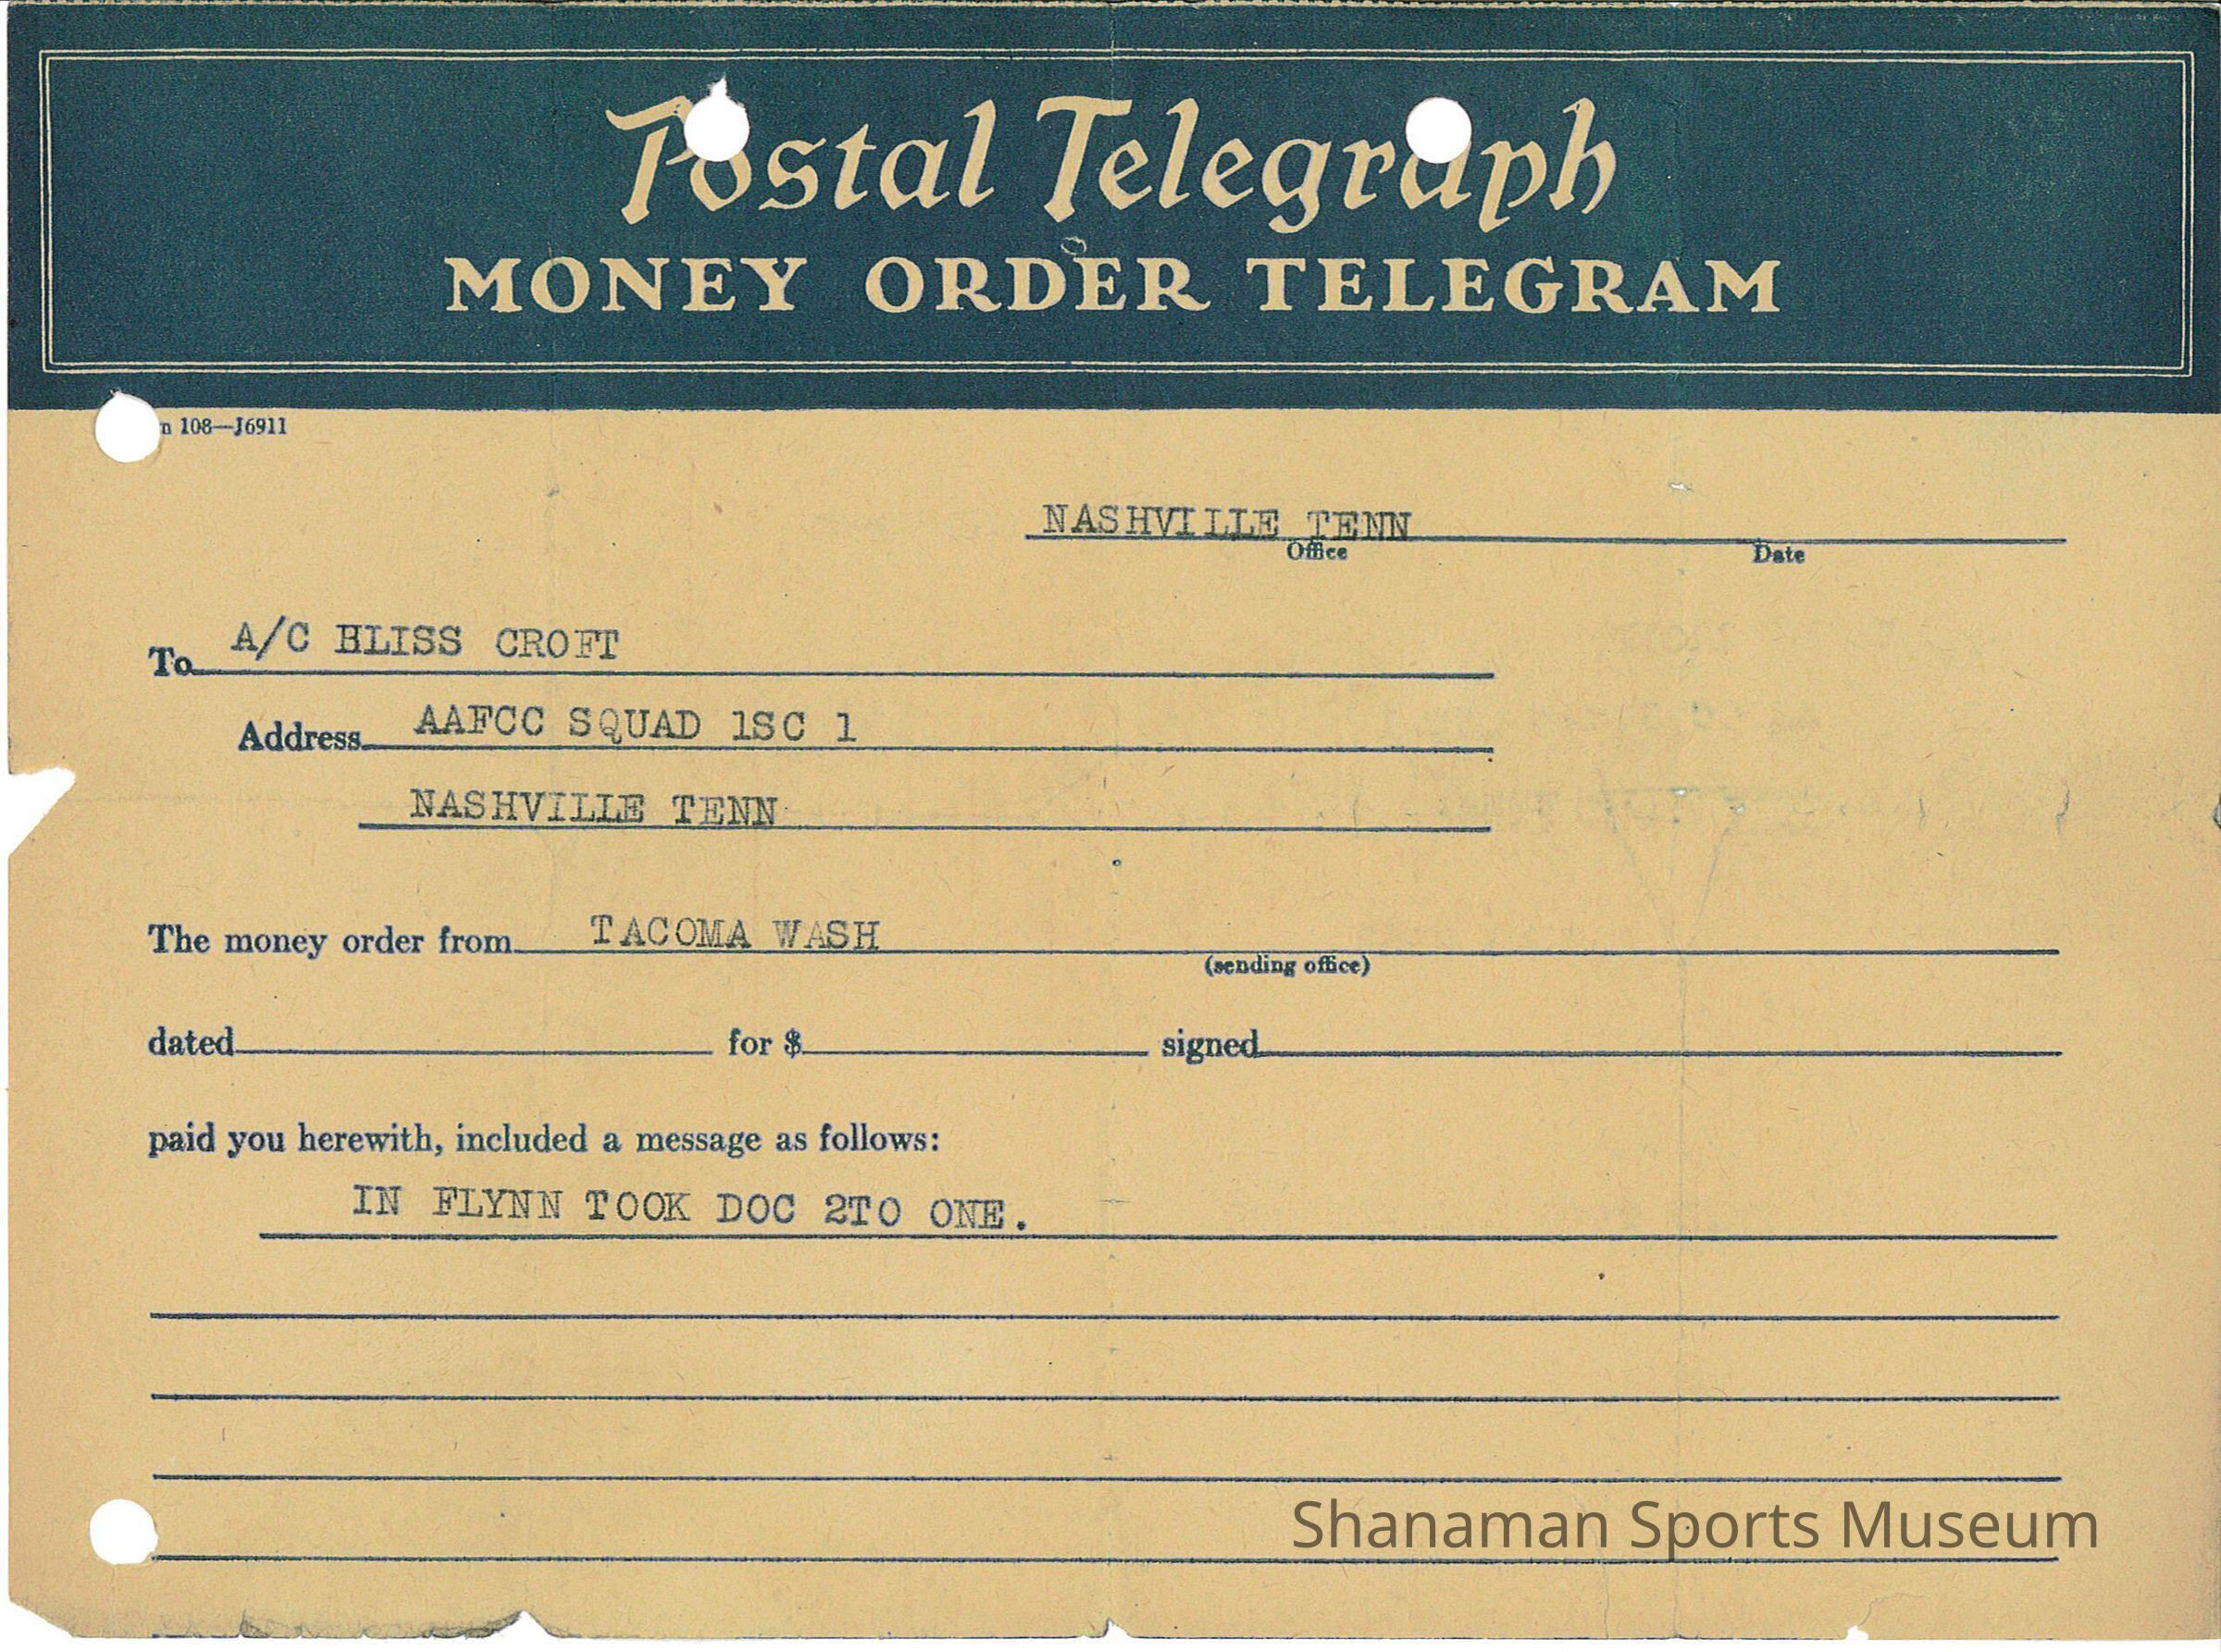 Postal Telegraph
MONEY ORDER TELEGRAM
108—J6911
NASHVILLE TENN
Office Date
To A/C BLISS CROFT
Address AAFCC SQUAD 1SC 1
NASHVILLE TENN
The money order from TACOMA WASH
(sending office)
dated for $ signed
paid you herewith, included a message as follows:
IN FLYNN TOOK DOC 2TO ONE.
Shanaman Sports Museum